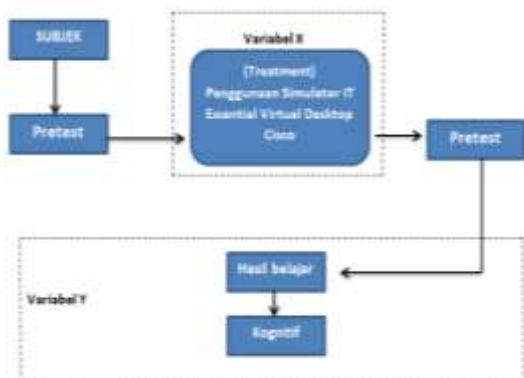 SUBJEK
Variabel X
(Treatment)
Penggunaan Simulator IT
Essential Virtual Desktop
Cisco
Pretest
Pretest
Hasil belajar
Variabel Y
Kognitif